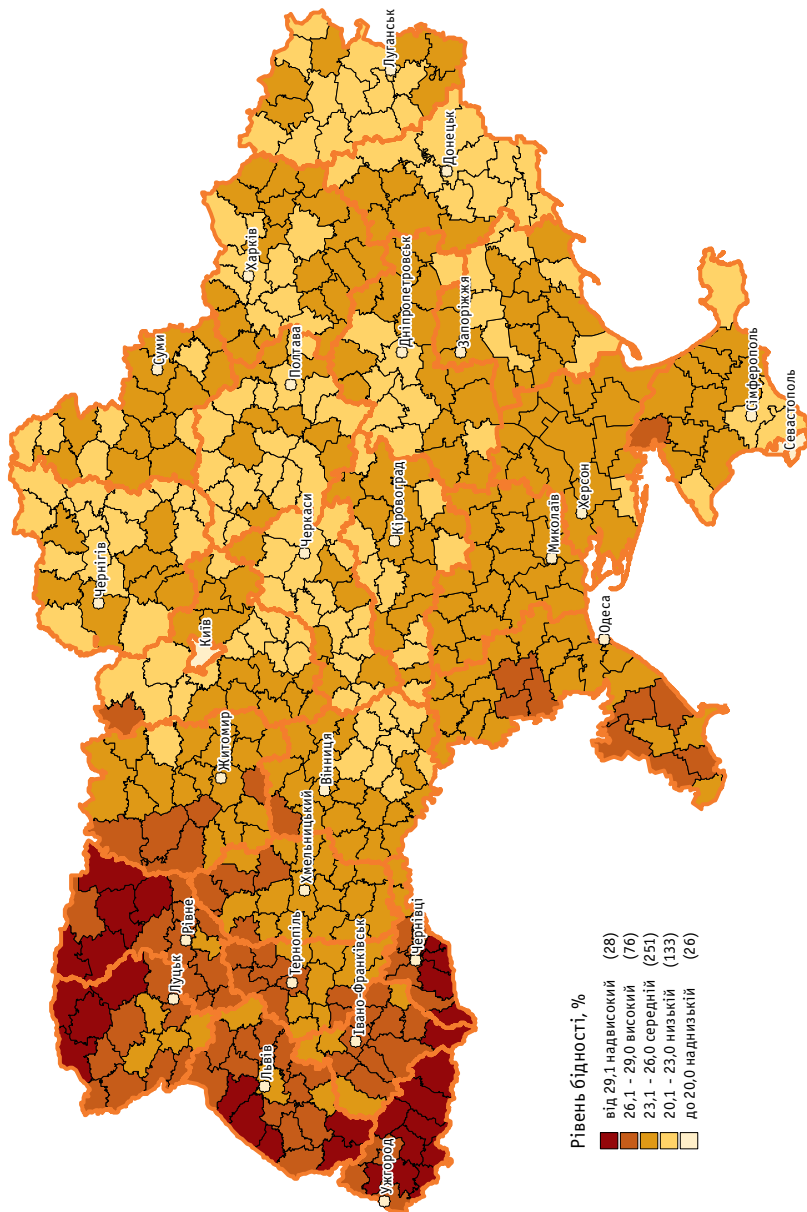 Луганськ
Донецьк
Харків
Дніпропетровськ
Запоріжжя
Суми
Полтава
Сімферополь
Севастополь
Черкаси
Кіровоград
Херсон
Миколаїв
Чернігів
Київ
Одеса
Житомир
Вінниця
Хмельницький
Рівне
Тернопіль
Чернівці
Луцьк
Івано-Франківськ
Львів
Ужгород
Рівень бідності, %
від 29,1 надвисокий (28)
26,1 - 29,0 високий (76)
23,1 - 26,0 середній (251)
20,1 - 23,0 низькій (133)
до 20,0 наднизькій (26)